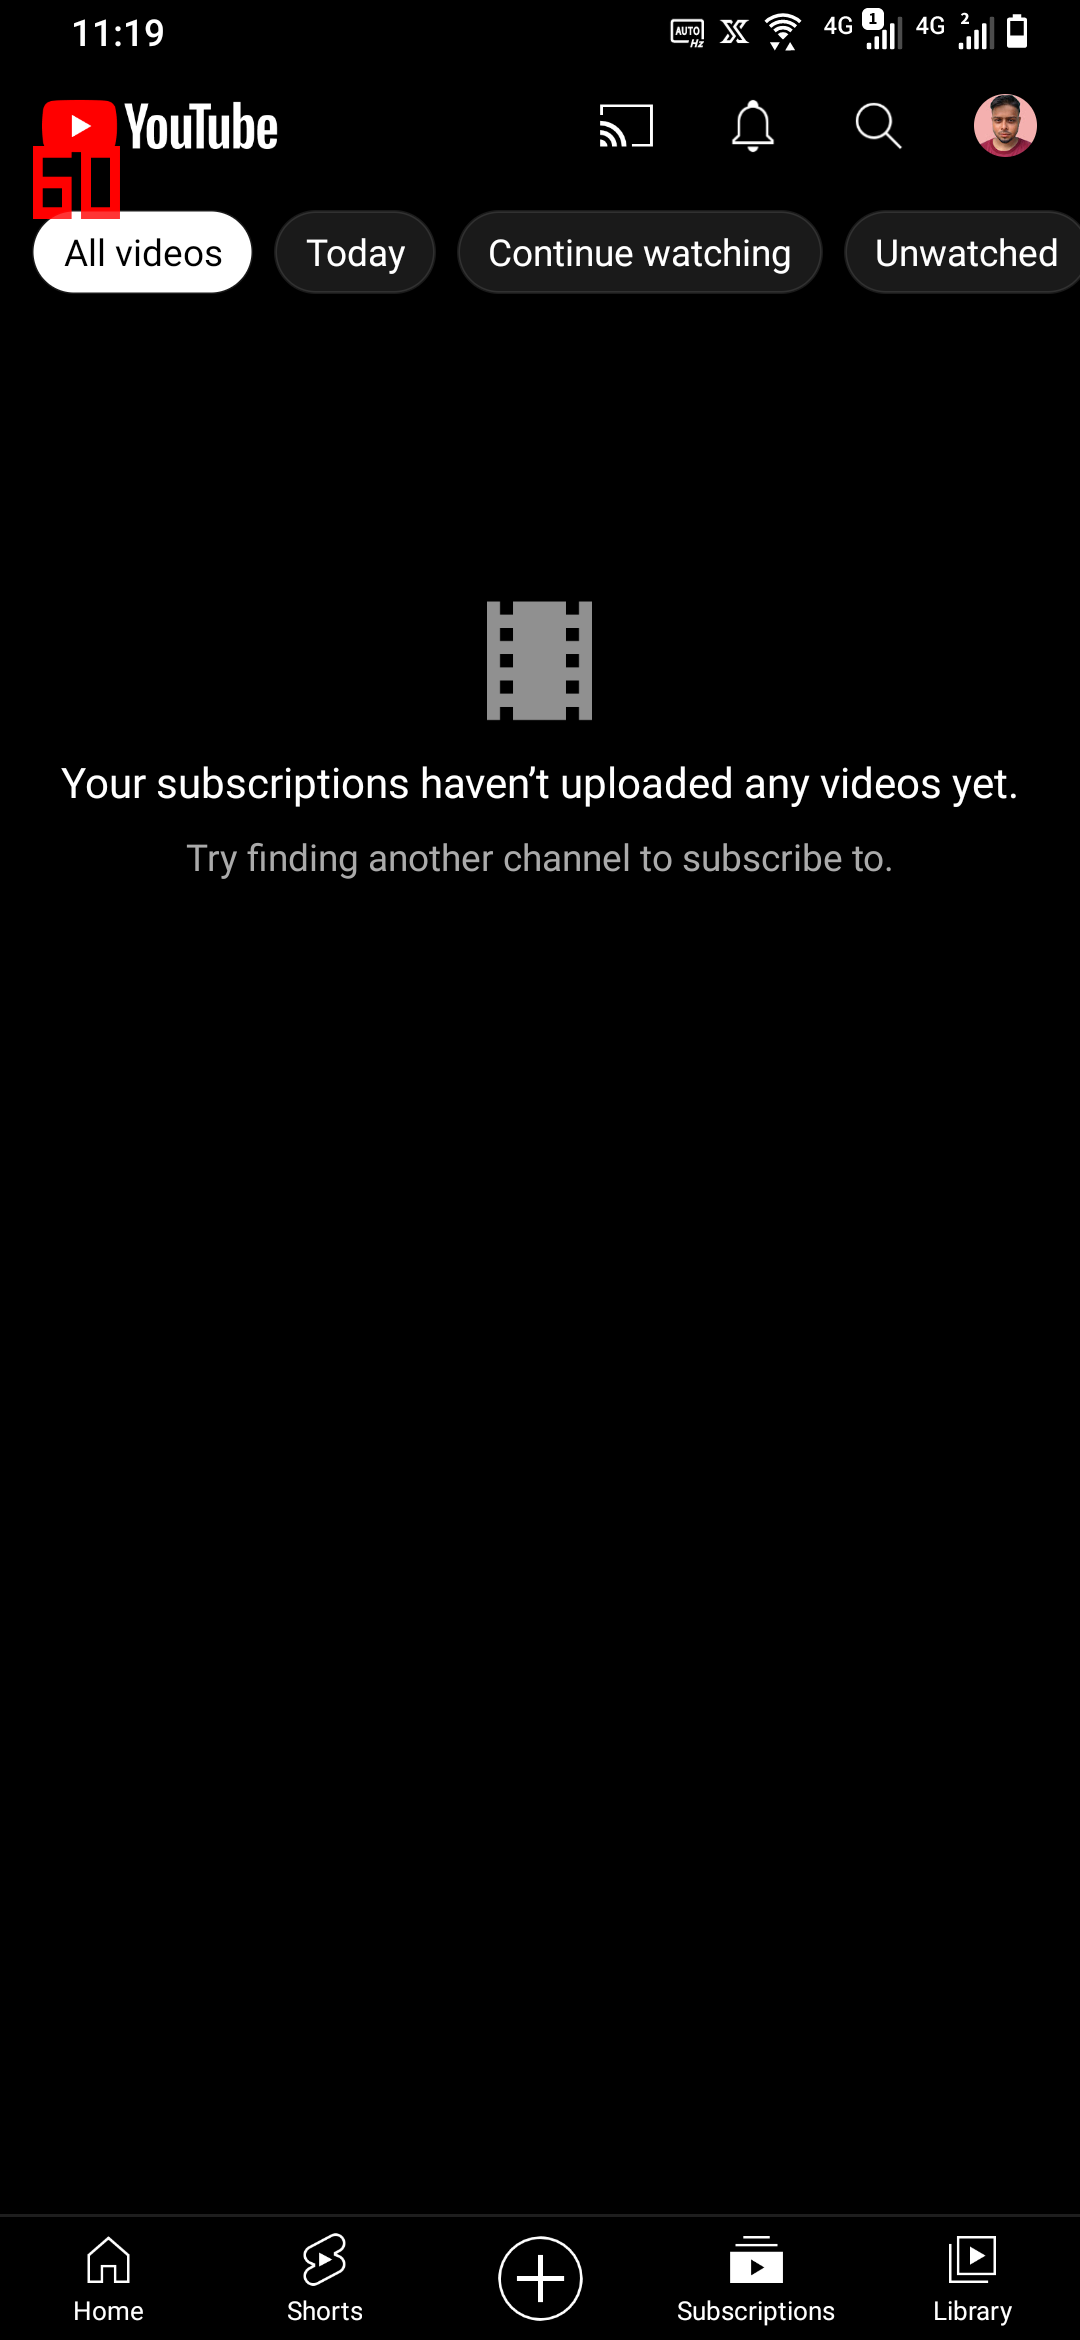 11:19 AUTO Hz X 4G 1 4G 2
YouTube
60
All videos Today Continue watching Unwatched
Your subscriptions haven’t uploaded any videos yet.
Try finding another channel to subscribe to.
Home Shorts Subscriptions Library